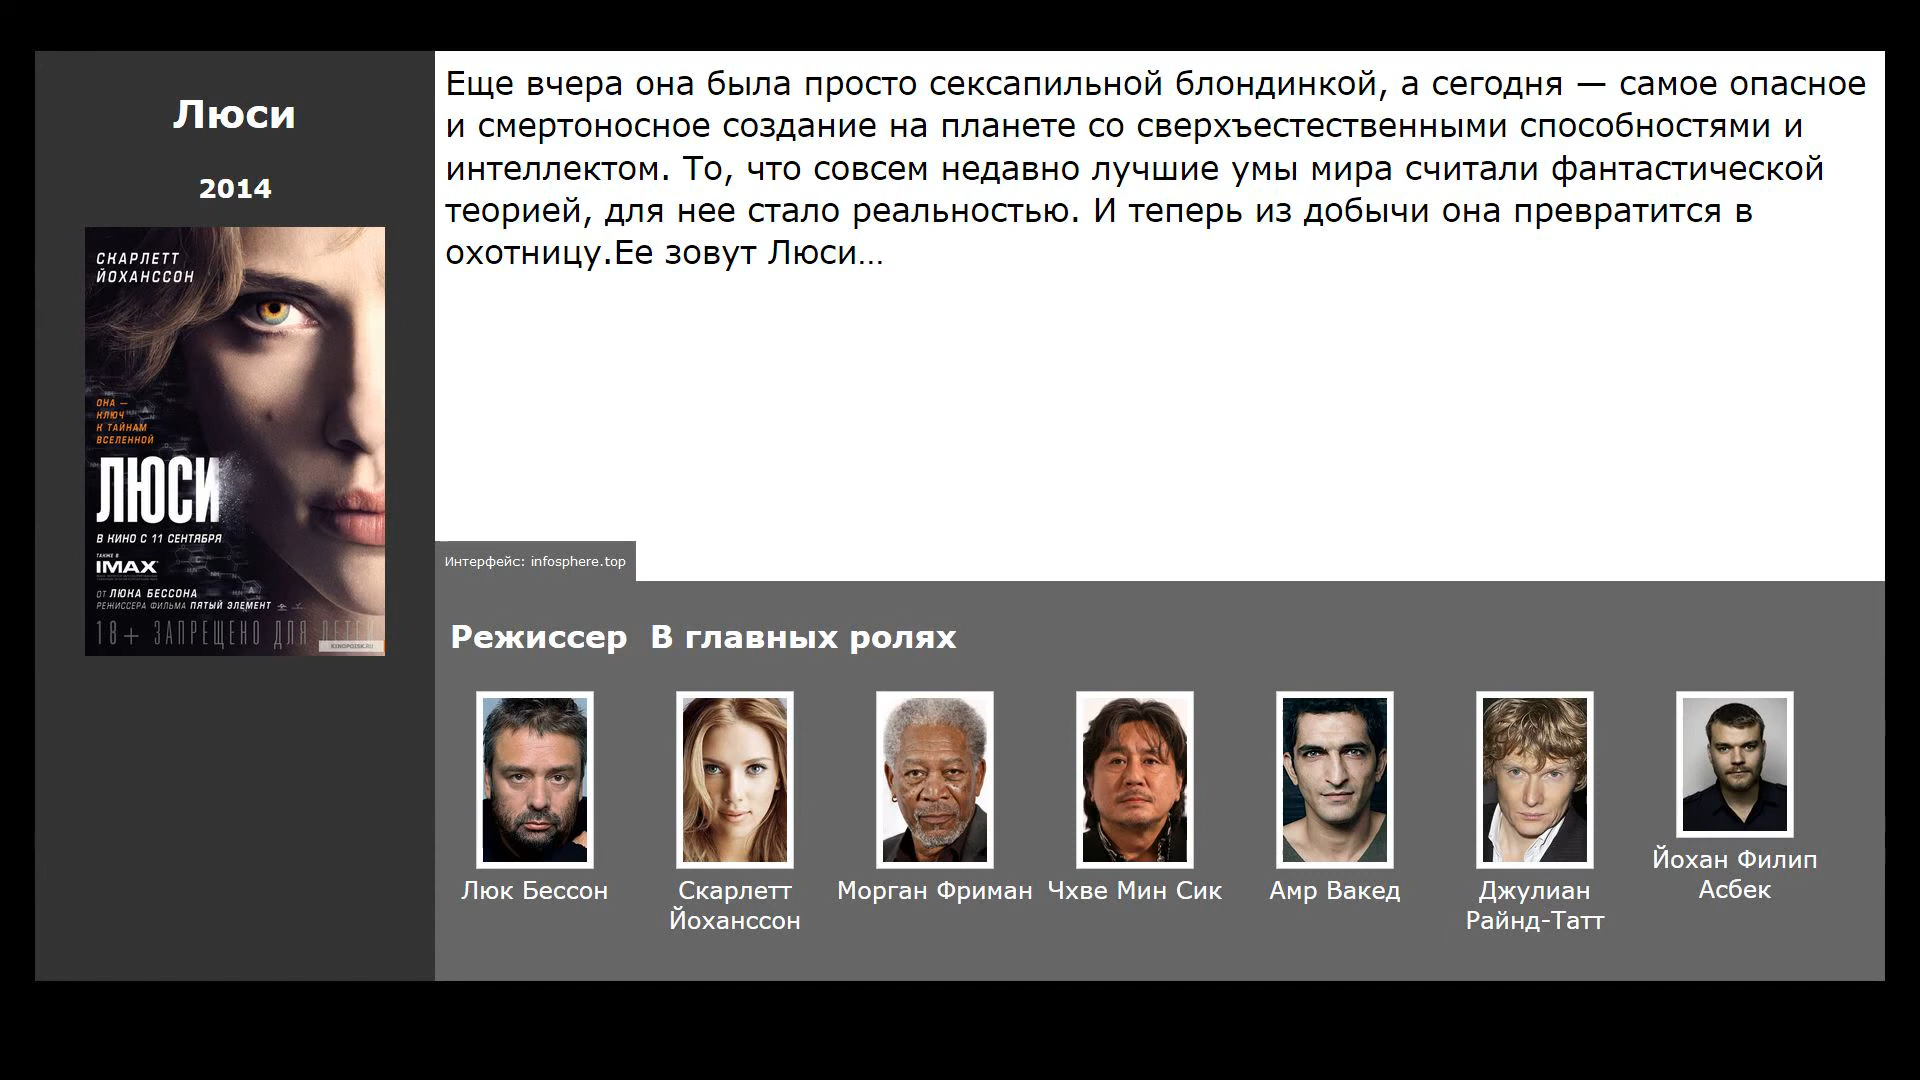 Люси
2014
СКАРЛЕТТ
ЙОХАНССОН
ОНА —
КЛЮЧ
К ТАЙНАМ
ВСЕЛЕННОЙ
ЛЮСИ
В КИНО С 11 СЕНТЯБРЯ
ТАКЖЕ В
IMAX
ОТ ЛЮКА БЕССОНА
РЕЖИССЕРА ФИЛЬМА ПЯТЫЙ ЭЛЕМЕНТ
18+ ЗАПРЕЩЕНО ДЛЯ ДЕТЕЙ
KINOPOISK.RU
Еще вчера она была просто сексапильной блондинкой, а сегодня — самое опасное
и смертоносное создание на планете со сверхъестественными способностями и
интеллектом. То, что совсем недавно лучшие умы мира считали фантастической
теорией, для нее стало реальностью. И теперь из добычи она превратится в
охотницу.Ее зовут Люси…
Интерфейс: infosphere.top
Режиссер В главных ролях
Люк Бессон
Скарлетт
Йоханссон
Морган Фриман
Чхве Мин Сик
Амр Вакед
Джулиан
Райнд-Татт
Йохан Филип
Асбек